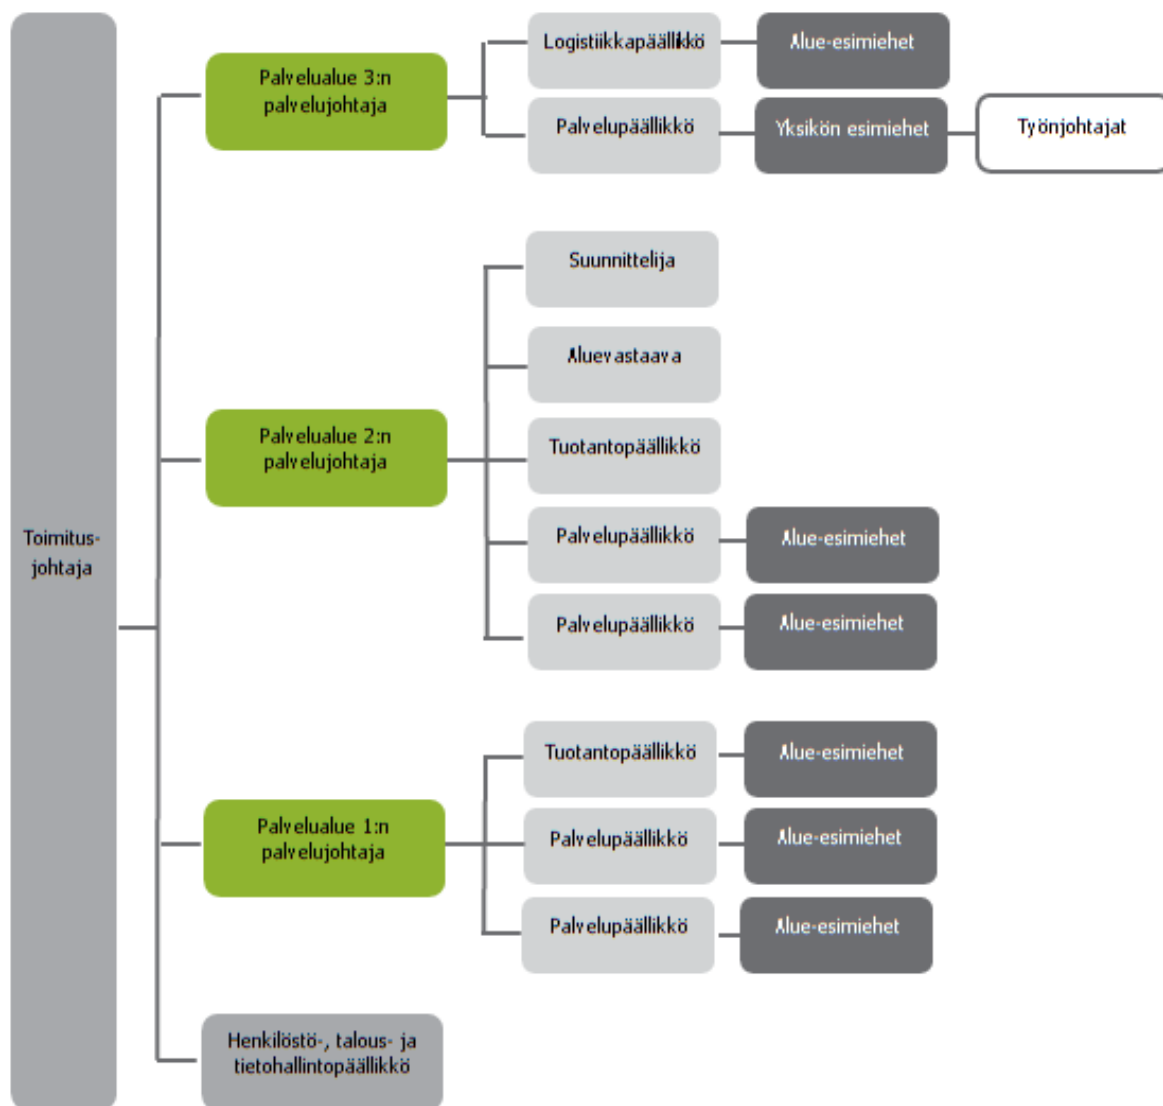 Toimitus-
johtaja
Palvelualue 3:n
palvelujohtaja
Logistiikkapäällikkö
Alue-esimiehet
Palvelupäällikkö
Yksikön esimiehet
Työnjohtajat
Palvelualue 2:n
palvelujohtaja
Suunnittelija
Aluevastaava
Tuotantopäällikkö
Palvelupäällikkö
Alue-esimiehet
Palvelupäällikkö
Alue-esimiehet
Palvelualue 1:n
palvelujohtaja
Tuotantopäällikkö
Alue-esimiehet
Palvelupäällikkö
Alue-esimiehet
Palvelupäällikkö
Alue-esimiehet
Henkilöstö-, talous- ja
tietohallintopäällikkö